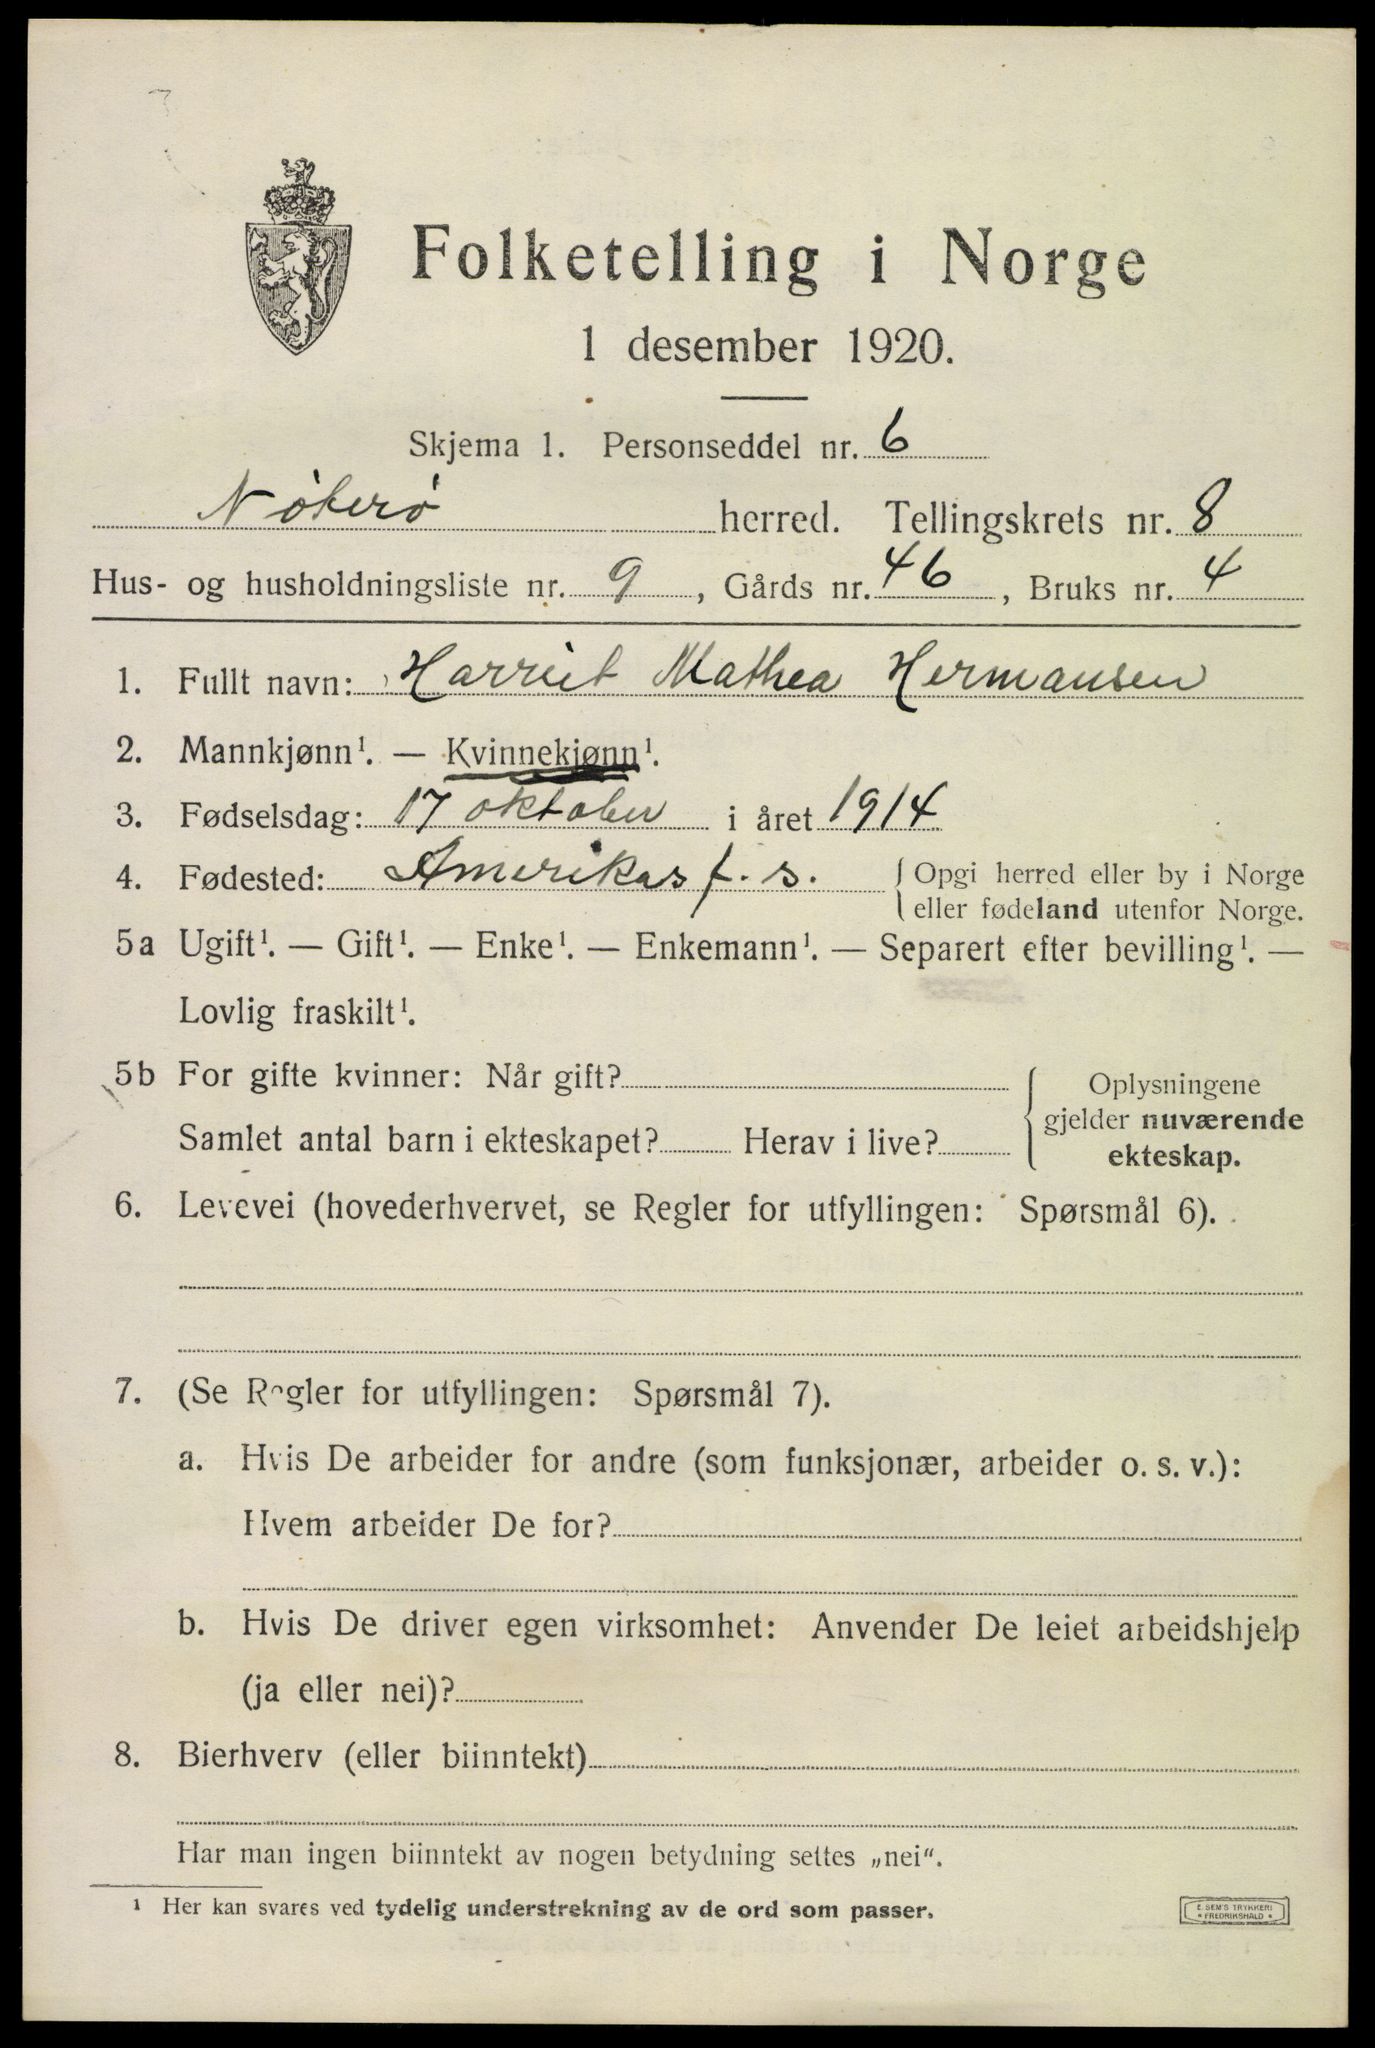 Folketelling i Norge
1 desember 1920.
Skjema 1. Personseddel nr. 6
Nøterø herred. Tellingskrets nr. 8
Hus- og husholdningsliste nr. 9, Gårds nr. 46, Bruks nr. 4
1. Fullt navn: Harriet Mathea Hermansen
2. Mannkjønn¹. — Kvinnekjønn¹.
3. Fødselsdag: 17 oktober i året 1914
4. Fødested: Amerikas f. s. { Opgi herred eller by i Norge
eller fødeland utenfor Norge.
5a Ugift¹. — Gift¹. — Enke¹. — Enkemann¹. — Separert efter bevilling¹. —
Lovlig fraskilt¹.
5b For gifte kvinner: Når gift?
Samlet antal barn i ekteskapet? Herav i live?
{ Oplysningene
gjelder nuværende
ekteskap.
6. Levevei (hovederhvervet, se Regler for utfyllingen: Spørsmål 6).
7. (Se Regler for utfyllingen: Spørsmål 7).
a. Hvis De arbeider for andre (som funksjonær, arbeider o. s. v.):
Hvem arbeider De for?
b. Hvis De driver egen virksomhet: Anvender De leiet arbeidshjelp
(ja eller nei)?
8. Bierhverv (eller biinntekt)
Har man ingen biinntekt av nogen betydning settes „nei“.
¹ Her kan svares ved tydelig understrekning av de ord som passer.
E. SEM'S TRYKKERI
* FREDRIKSHALD *